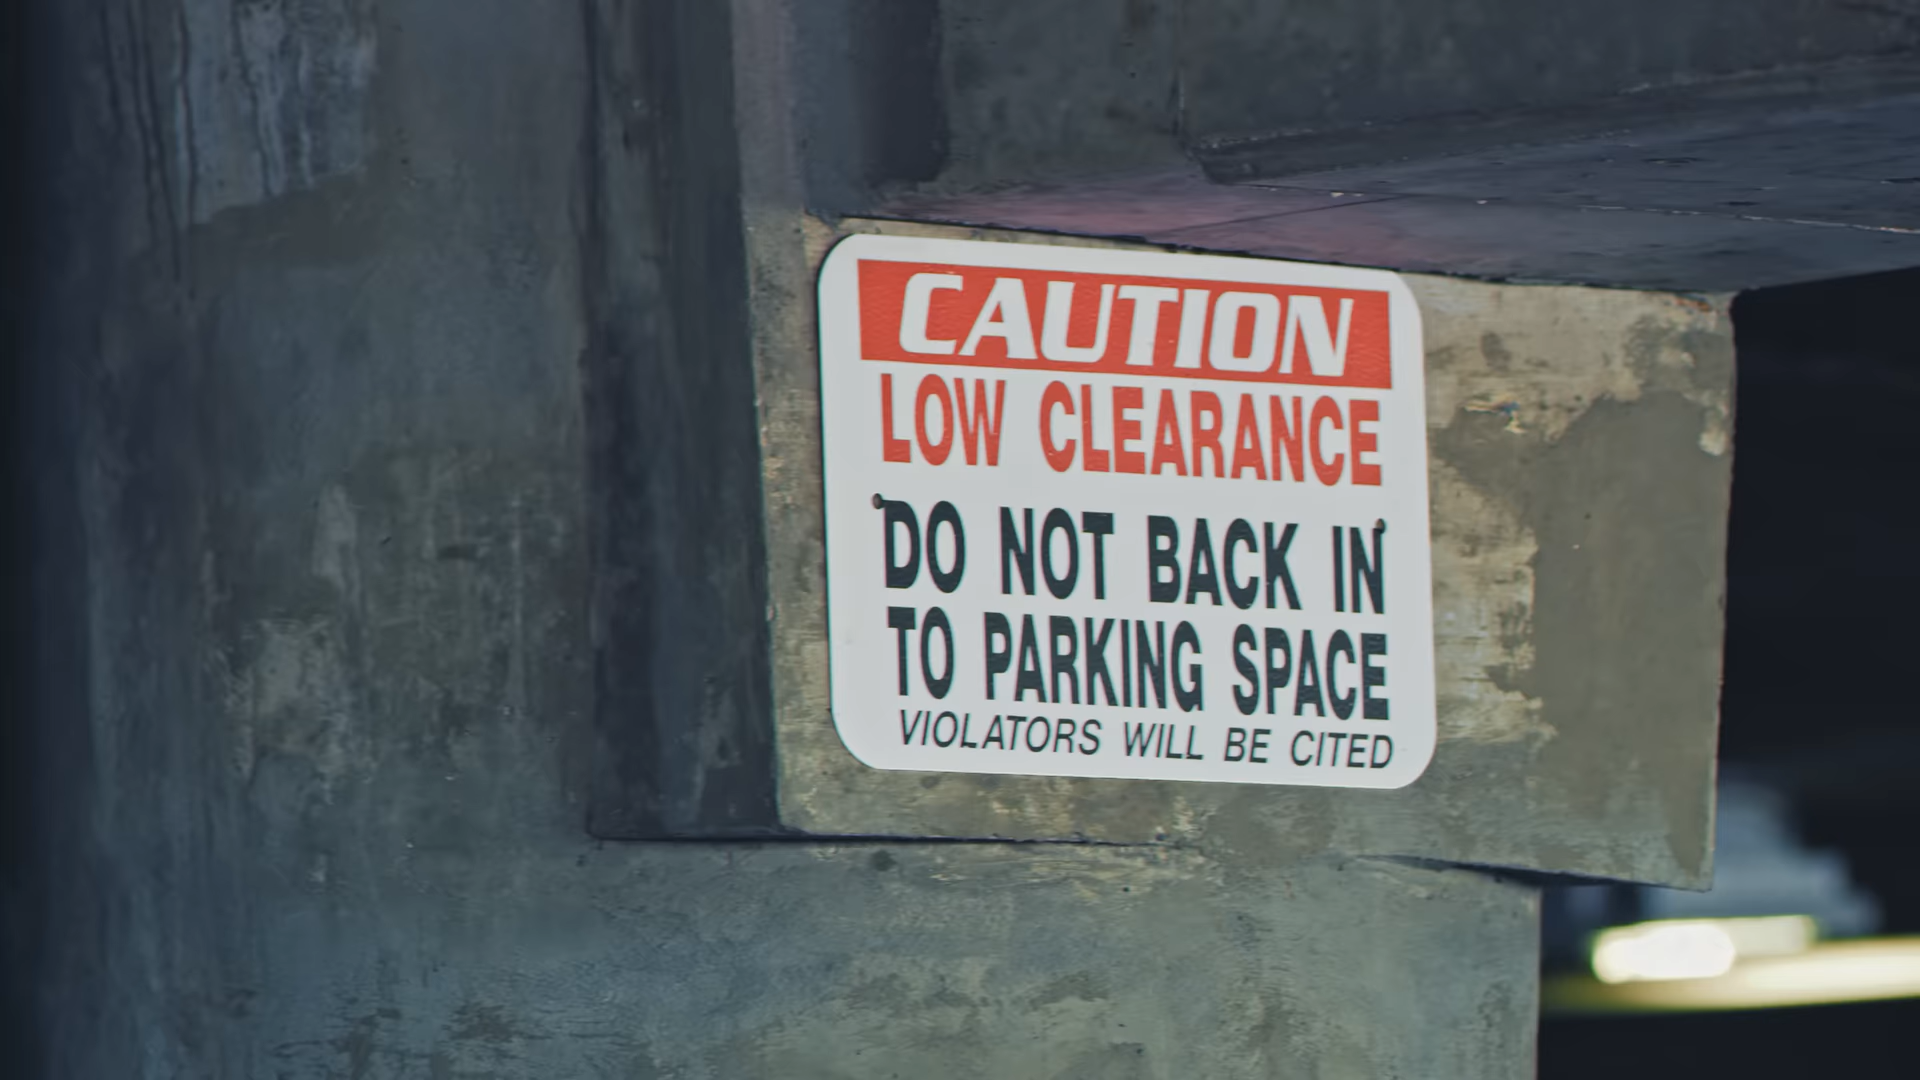 CAUTION
LOW CLEARANCE
DO NOT BACK IN
TO PARKING SPACE
VIOLATORS WILL BE CITED